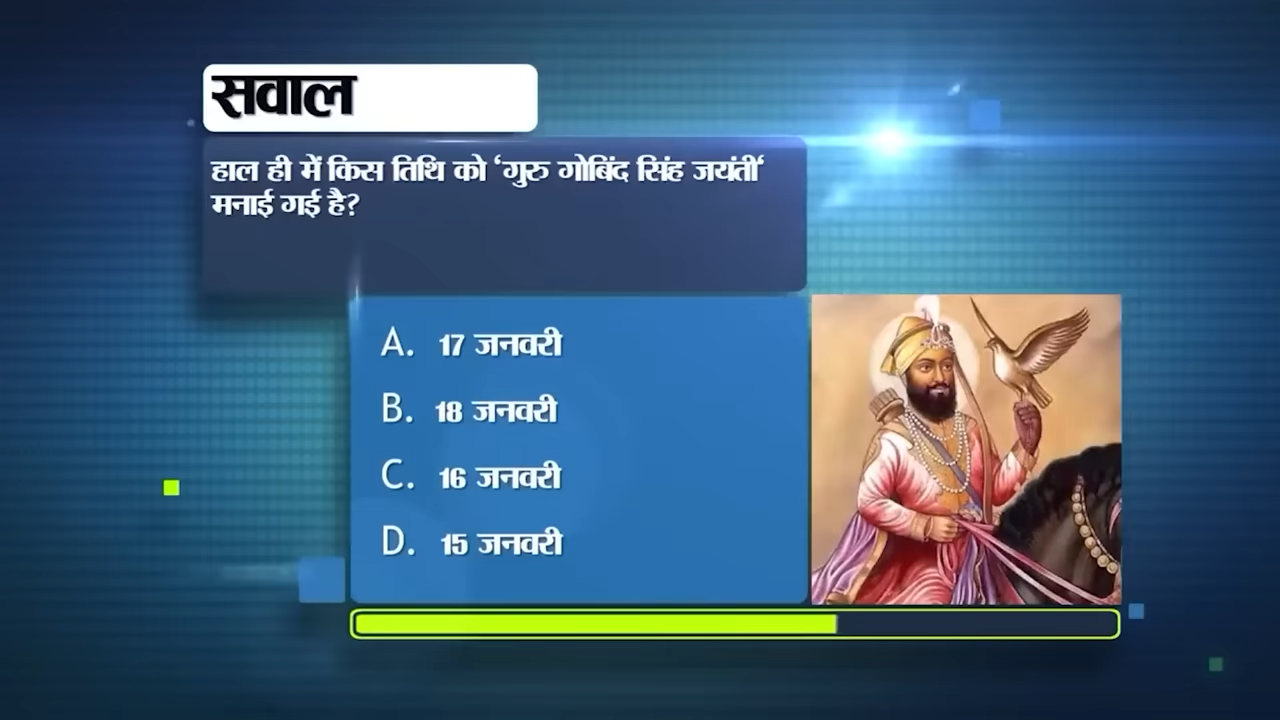 सवाल
हाल ही में किस तिथि को ‘गुरु गोबिंद सिंह जयंती‘
मनाई गई है?
A. 17 जनवरी
B. 18 जनवरी
C. 16 जनवरी
D. 15 जनवरी